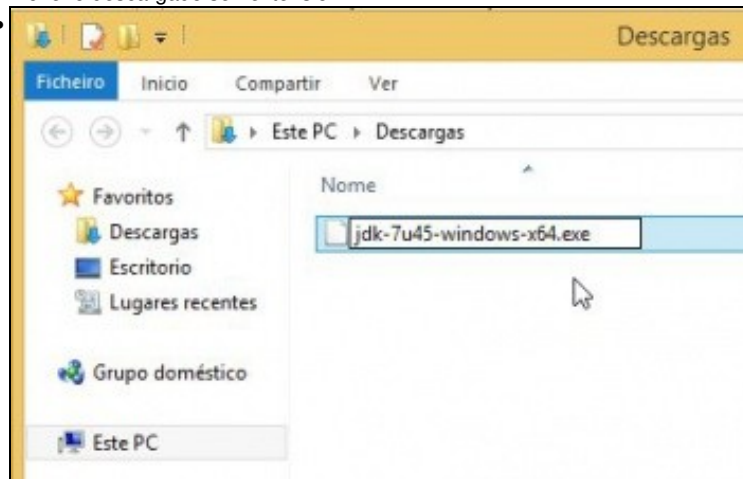 Descargas
Ficheiro Inicio Compartir Ver
Este PC Descargas
Favoritos
Descargas
Escritorio
Lugares recentes
Grupo doméstico
Este PC
Nome
jdk-7u45-windows-x64.exe